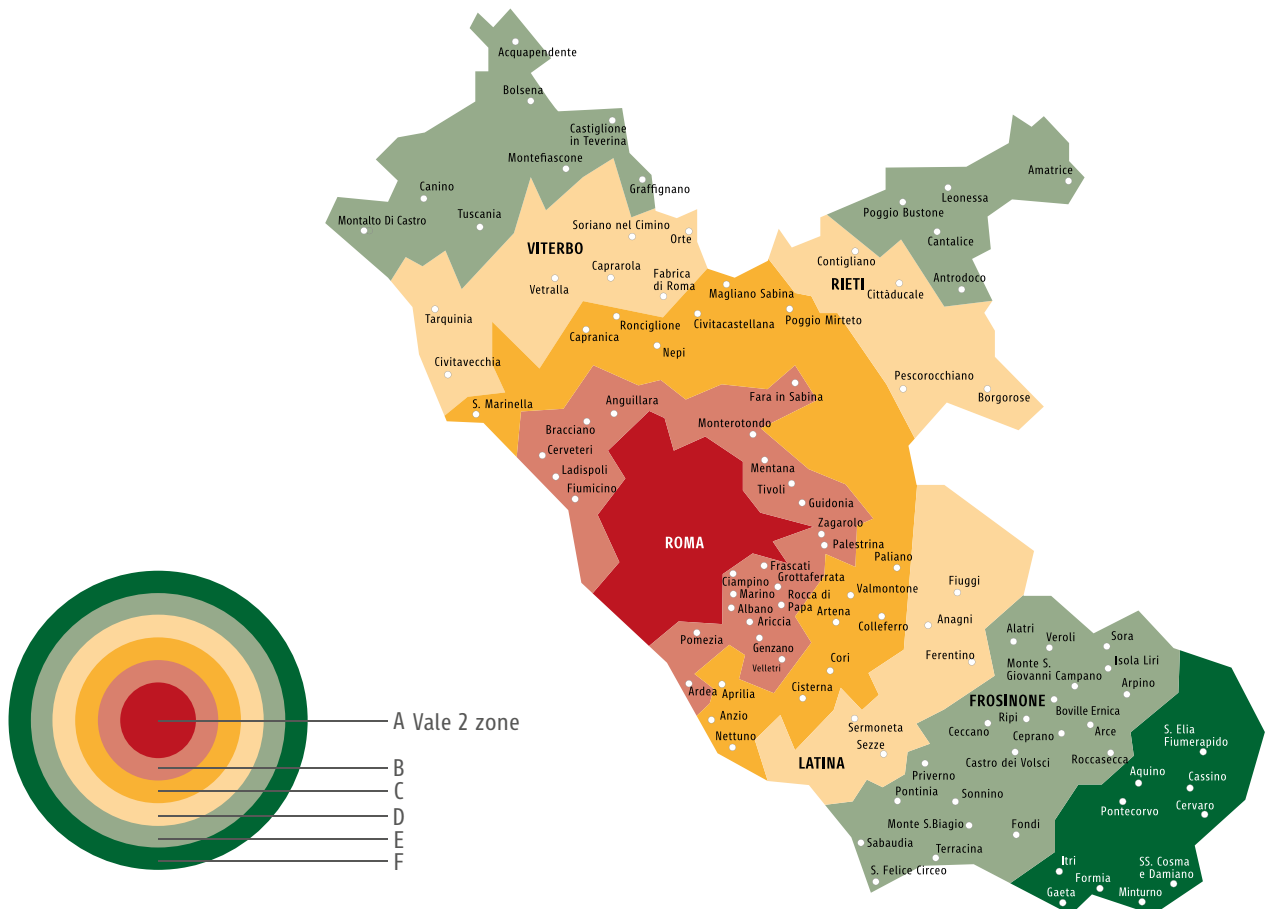 Acquapendente
Bolsena
Castiglione
in Teverina
Montefiascone
Graffignano
Canino
Montalto Di Castro
Tuscania
Amatrice
Leonessa
Poggio Bustone
Cantalice
Antrodoco
Soriano nel Cimino
Orte
VITERBO
Caprarola
Vetralla
Fabrica
di Roma
Contigliano
RIETI
Cittàducale
Tarquinia
Magliano Sabina
Ronciglione
Civitacastellana
Poggio Mirteto
Capranica
Nepi
Civitavecchia
Pescorocchiano
Borgorose
S. Marinella
Anguillara
Fara in Sabina
Bracciano
Monterotondo
Cerveteri
Ladispoli
Fiumicino
Mentana
Tivoli
Guidonia
ROMA
Zagarolo
Palestrina
Paliano
Frascati
Ciampino
Grottaferrata
Marino
Rocca di
Papa
Albano
Ariccia
Artena
Valmontone
Colleferro
Fiuggi
Anagni
Ferentino
Pomezia
Genzano
Velletri
Cori
Ardea
Aprilia
Cisterna
Anzio
Nettuno
Alatri
Veroli
Sora
Monte S.
Giovanni Campano
Isola Liri
Arpino
FROSINONE
Boville Ernica
Ripi
Ceccano
Ceprano
Arce
Castro dei Volsci
Roccasecca
Sermoneta
Sezze
LATINA
Priverno
Pontinia
Sonnino
Monte S.Biagio
Fondi
Sabaudia
Terracina
S. Felice Circeo
S. Elia
Fiumerapido
Aquino
Cassino
Pontecorvo
Cervaro
Itri
SS. Cosma
e Damiano
Formia
Gaeta
Minturno
A Vale 2 zone
B
C
D
E
F